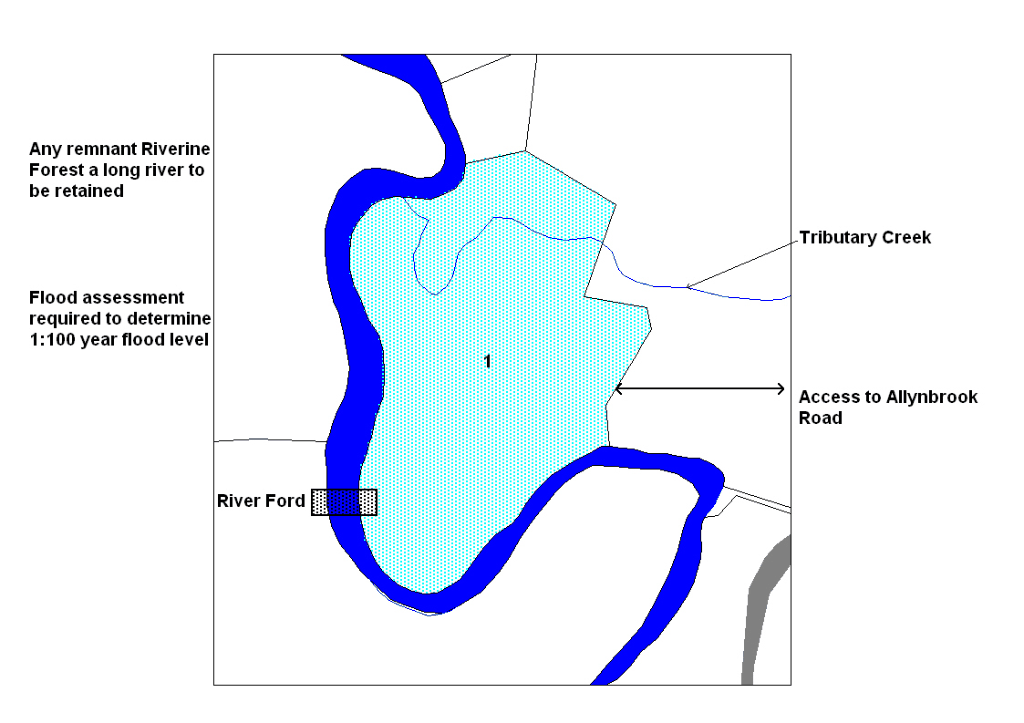 Any remnant Riverine
Forest a long river to
be retained
Tributary Creek
Flood assessment
required to determine
1:100 year flood level
1
Access to Allynbrook
Road
River Ford